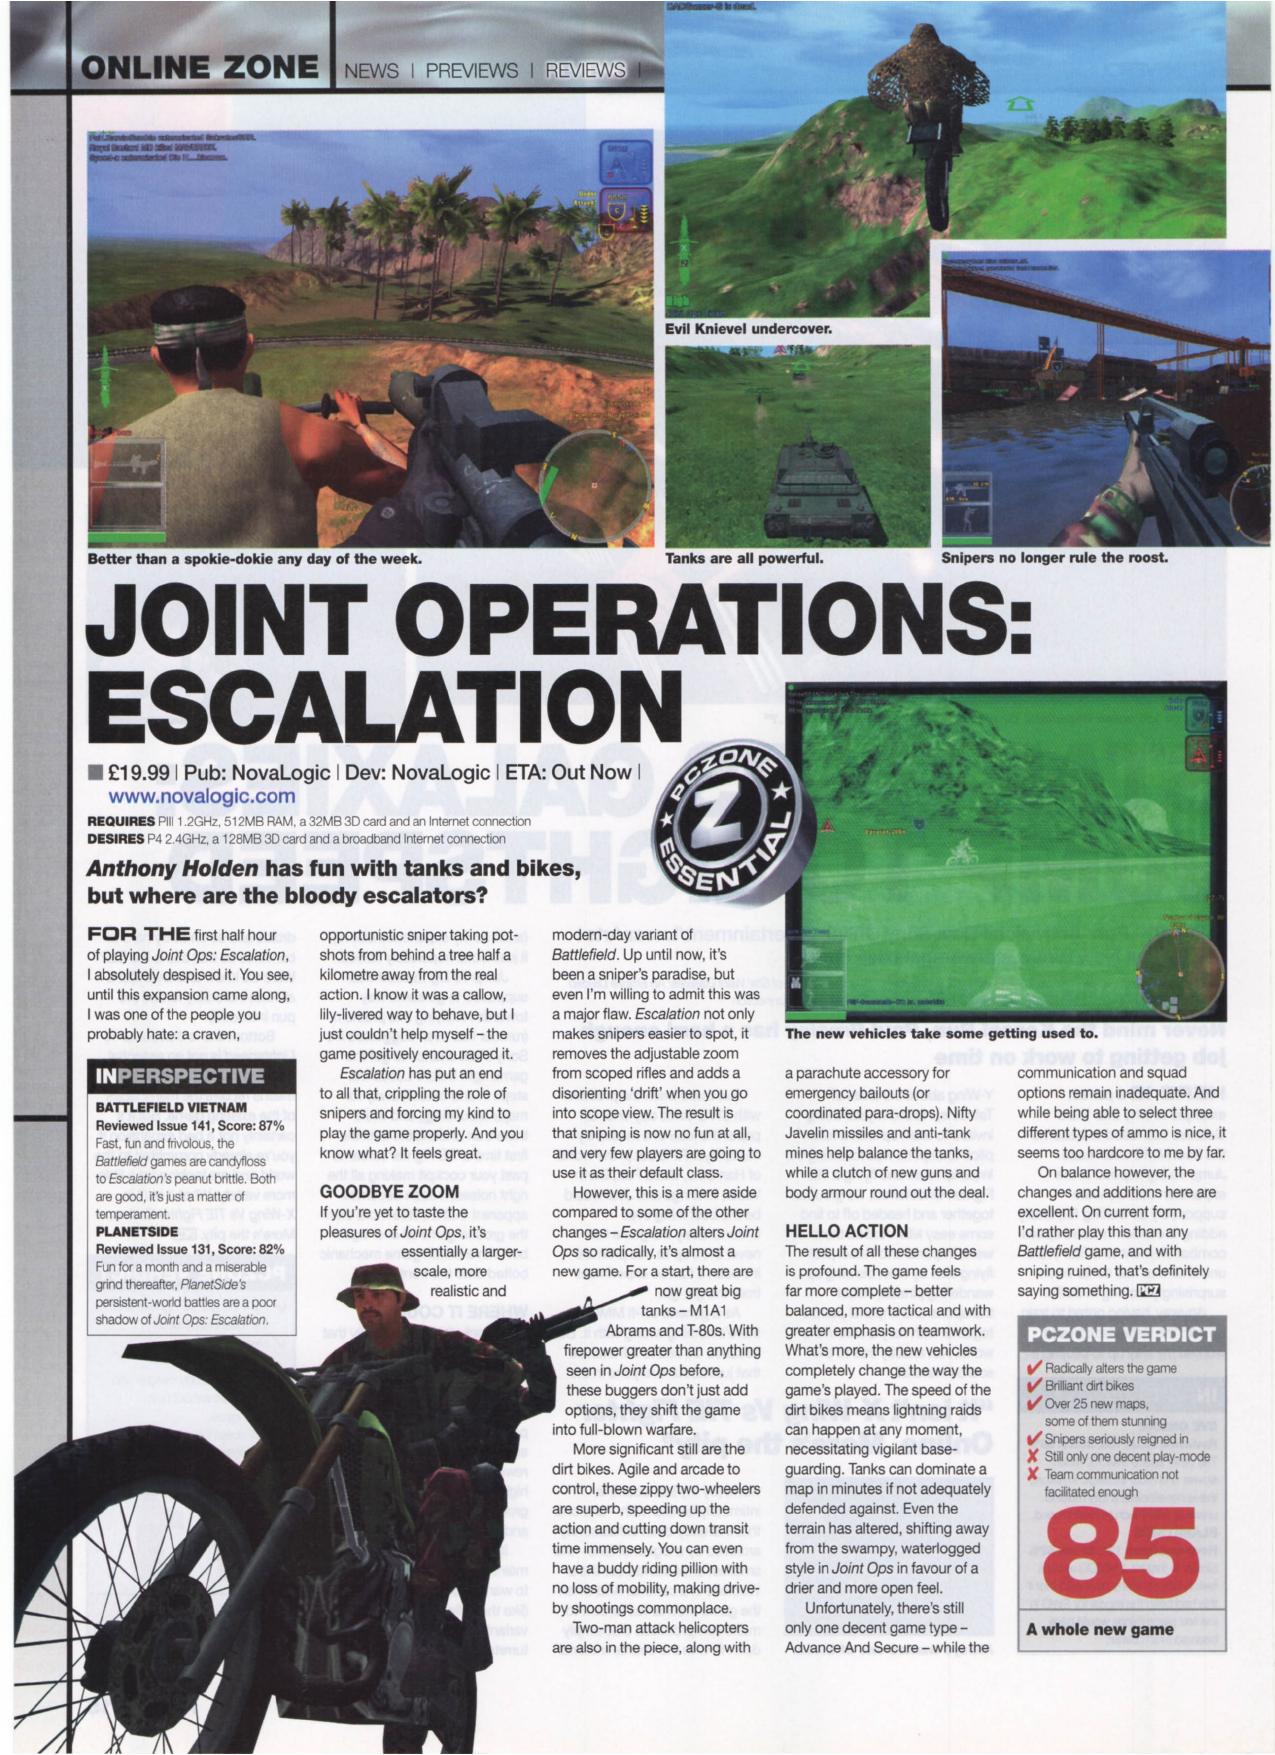 ONLINE ZONE
NEWS | PREVIEWS | REVIEWS |
Evil Knievel undercover.
Better than a spokie-dokie any day of the week.
Tanks are all powerful.
Snipers no longer rule the roost.
JOINT OPERATIONS:
ESCALATION
£19.99 | Pub: NovaLogic | Dev: NovaLogic | ETA: Out Now |
www.novalogic.com
REQUIRES PIII 1.2GHz, 512MB RAM, a 32MB 3D card and an Internet connection
DESIRES P4 2.4GHz, a 128MB 3D card and a broadband Internet connection
Anthony Holden has fun with tanks and bikes,
but where are the bloody escalators?
PCZONE
Z
ESSENTIAL
The new vehicles take some getting used to.
FOR THE first half hour
of playing Joint Ops: Escalation,
I absolutely despised it. You see,
until this expansion came along,
I was one of the people you
probably hate: a craven,
opportunistic sniper taking pot-
shots from behind a tree half a
kilometre away from the real
action. I know it was a callow,
lily-livered way to behave, but I
just couldn't help myself – the
game positively encouraged it.
Escalation has put an end
to all that, crippling the role of
snipers and forcing my kind to
play the game properly. And you
know what? It feels great.
GOODBYE ZOOM
If you're yet to taste the
pleasures of Joint Ops, it's
essentially a larger-
scale, more
realistic and
modern-day variant of
Battlefield. Up until now, it's
been a sniper's paradise, but
even I'm willing to admit this was
a major flaw. Escalation not only
makes snipers easier to spot, it
removes the adjustable zoom
from scoped rifles and adds a
disorienting 'drift' when you go
into scope view. The result is
that sniping is now no fun at all,
and very few players are going to
use it as their default class.
However, this is a mere aside
compared to some of the other
changes – Escalation alters Joint
Ops so radically, it's almost a
new game. For a start, there are
now great big
tanks – M1A1
Abrams and T-80s. With
firepower greater than anything
seen in Joint Ops before,
these buggers don't just add
options, they shift the game
into full-blown warfare.
More significant still are the
dirt bikes. Agile and arcade to
control, these zippy two-wheelers
are superb, speeding up the
action and cutting down transit
time immensely. You can even
have a buddy riding pillion with
no loss of mobility, making drive-
by shootings commonplace.
Two-man attack helicopters
are also in the piece, along with
a parachute accessory for
emergency bailouts (or
coordinated para-drops). Nifty
Javelin missiles and anti-tank
mines help balance the tanks,
while a clutch of new guns and
body armour round out the deal.
HELLO ACTION
The result of all these changes
is profound. The game feels
far more complete – better
balanced, more tactical and with
greater emphasis on teamwork.
What's more, the new vehicles
completely change the way the
game's played. The speed of the
dirt bikes means lightning raids
can happen at any moment,
necessitating vigilant base-
guarding. Tanks can dominate a
map in minutes if not adequately
defended against. Even the
terrain has altered, shifting away
from the swampy, waterlogged
style in Joint Ops in favour of a
drier and more open feel.
Unfortunately, there's still
only one decent game type –
Advance And Secure – while the
communication and squad
options remain inadequate. And
while being able to select three
different types of ammo is nice, it
seems too hardcore to me by far.
On balance however, the
changes and additions here are
excellent. On current form,
I'd rather play this than any
Battlefield game, and with
sniping ruined, that's definitely
saying something. PCZ
INPERSPECTIVE
BATTLEFIELD VIETNAM
Reviewed Issue 141, Score: 87%
Fast, fun and frivolous, the
Battlefield games are candyfloss
to Escalation's peanut brittle. Both
are good, it's just a matter of
temperament.
PLANETSIDE
Reviewed Issue 131, Score: 82%
Fun for a month and a miserable
grind thereafter, PlanetSide's
persistent-world battles are a poor
shadow of Joint Ops: Escalation.
PCZONE VERDICT
✓ Radically alters the game
✓ Brilliant dirt bikes
✓ Over 25 new maps,
some of them stunning
✓ Snipers seriously reigned in
✗ Still only one decent play-mode
✗ Team communication not
facilitated enough
85
A whole new game